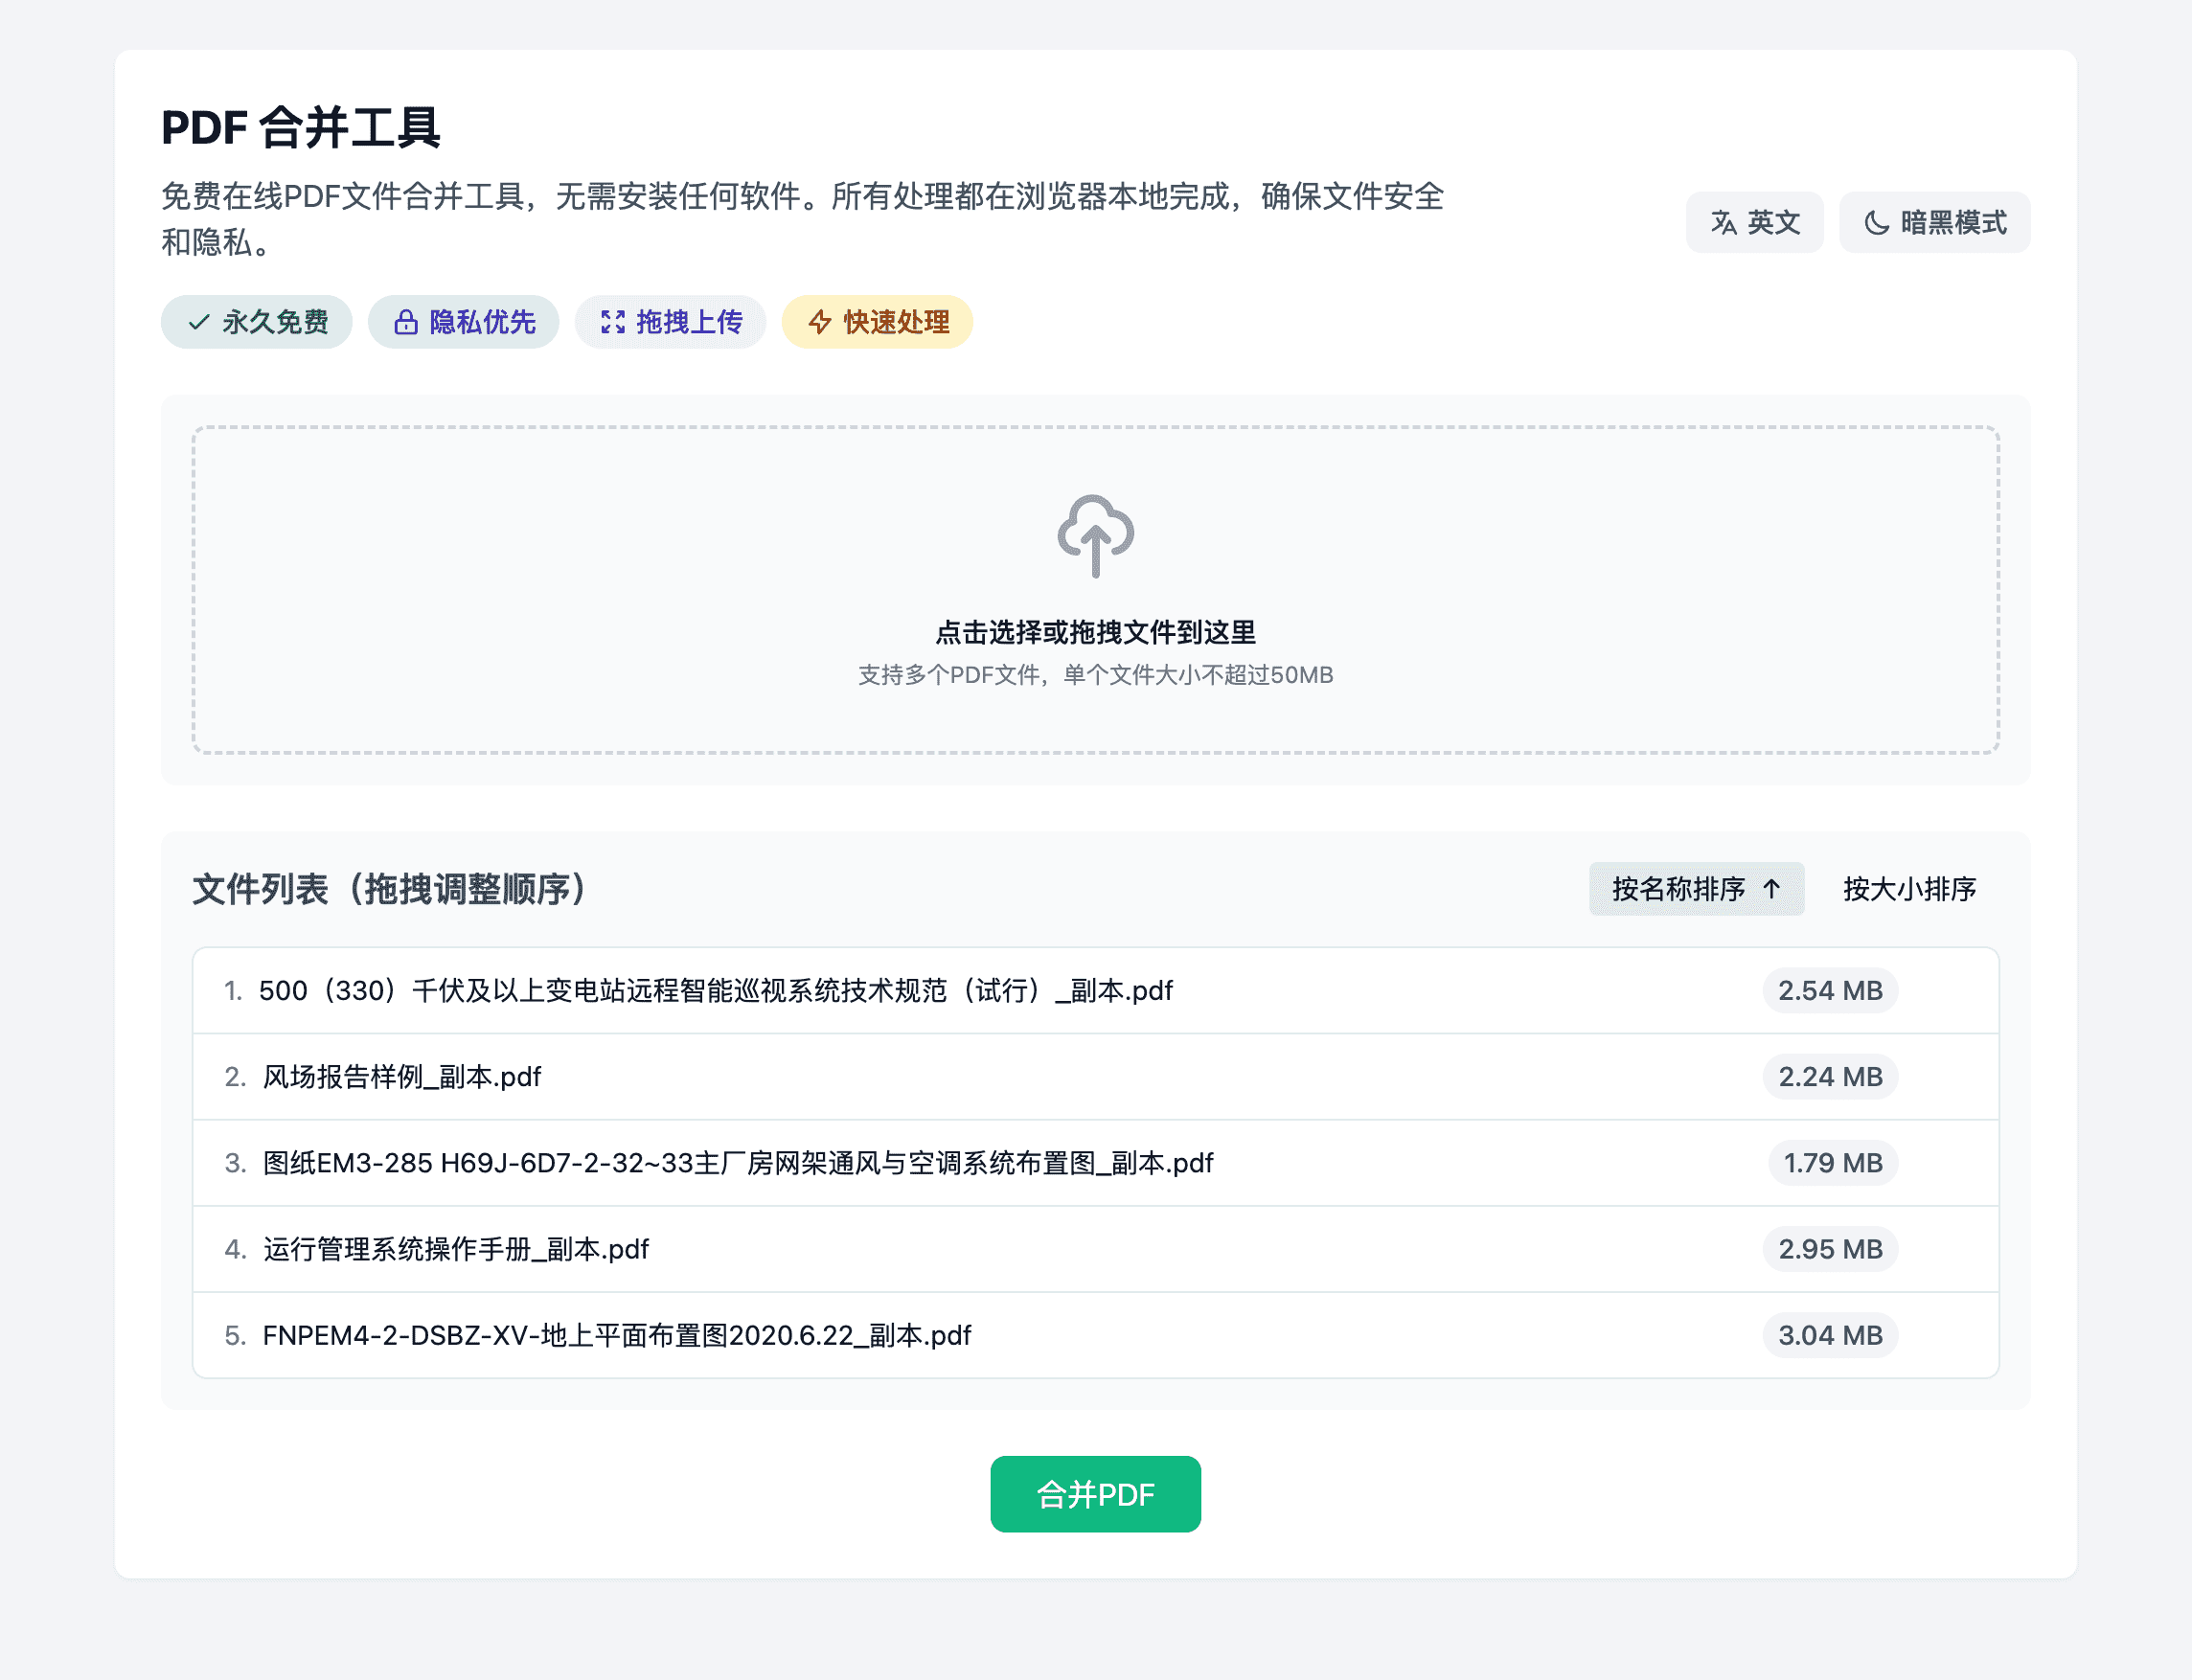 PDF 合并工具
免费在线PDF文件合并工具，无需安装任何软件。所有处理都在浏览器本地完成，确保文件安全
和隐私。
英文
暗黑模式
永久免费
隐私优先
拖拽上传
快速处理
点击选择或拖拽文件到这里
支持多个PDF文件，单个文件大小不超过50MB
文件列表（拖拽调整顺序）
按名称排序 ↑
按大小排序
1. 500（330）千伏及以上变电站远程智能巡视系统技术规范（试行）_副本.pdf 2.54 MB
2. 风场报告样例_副本.pdf 2.24 MB
3. 图纸EM3-285 H69J-6D7-2-32~33主厂房网架通风与空调系统布置图_副本.pdf 1.79 MB
4. 运行管理系统操作手册_副本.pdf 2.95 MB
5. FNPEM4-2-DSBZ-XV-地上平面布置图2020.6.22_副本.pdf 3.04 MB
合并PDF